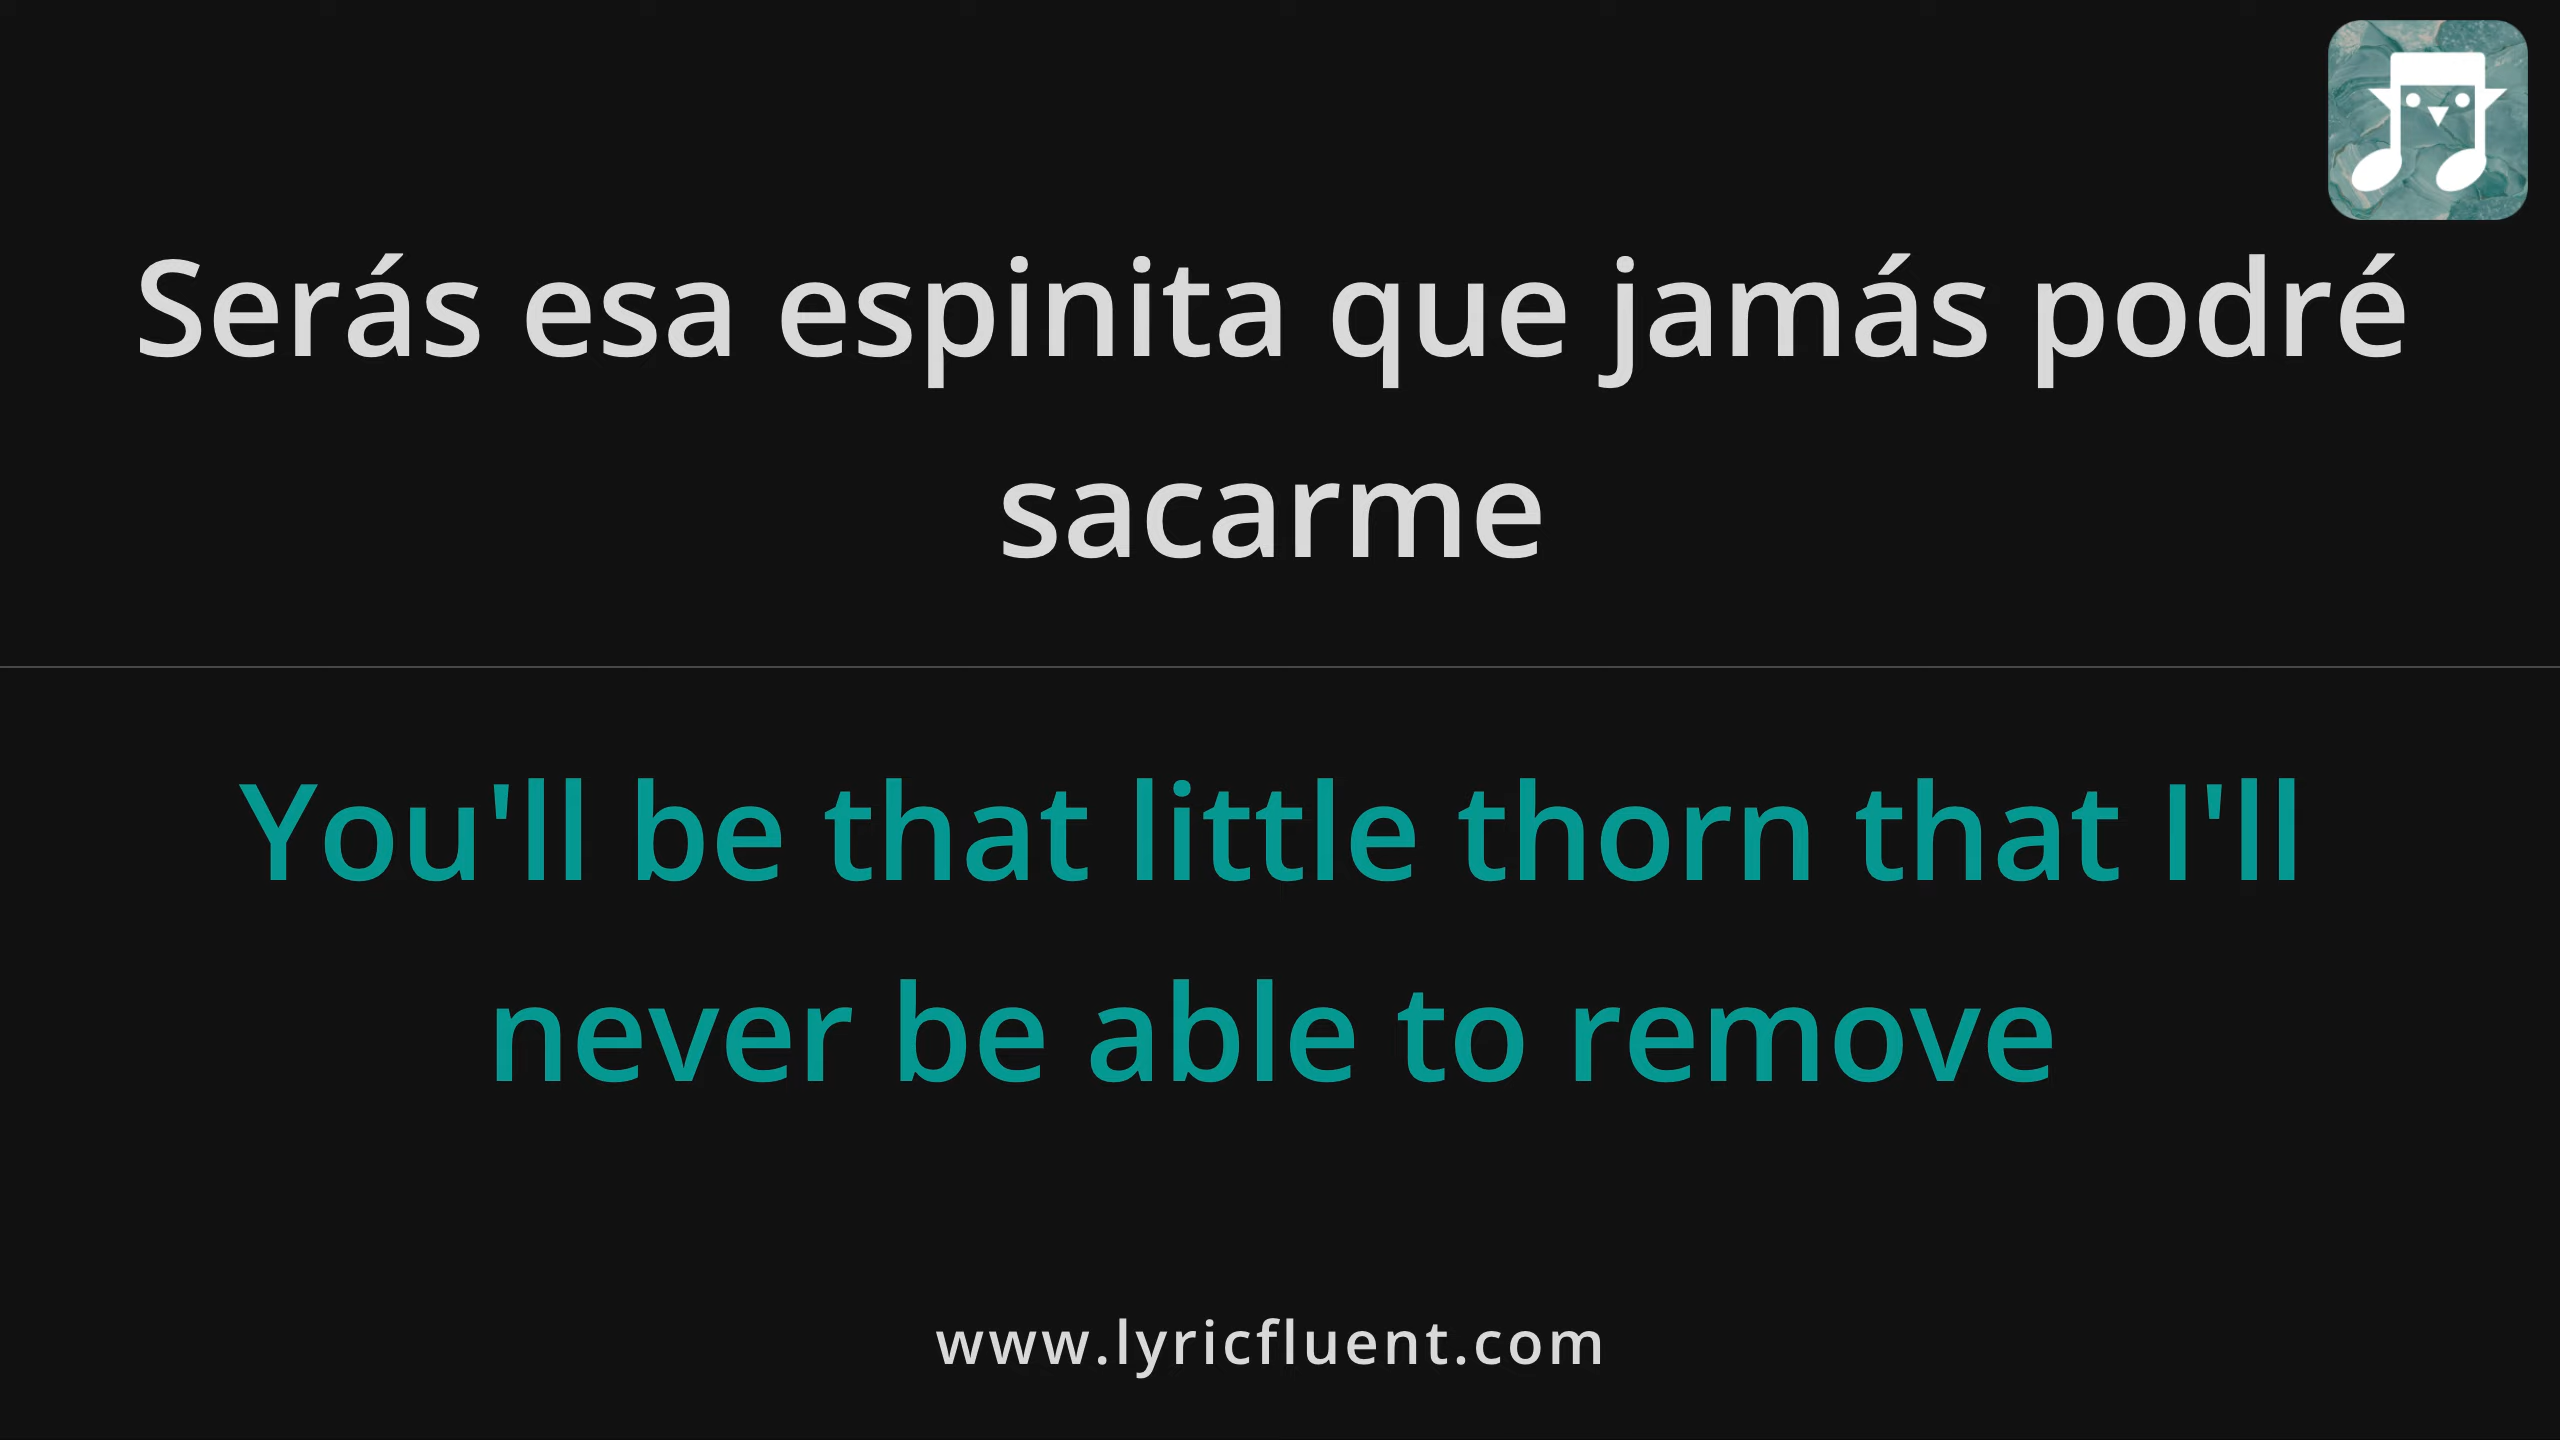 Serás esa espinita que jamás podré
sacarme
You'll be that little thorn that I'll
never be able to remove
www.lyricfluent.com